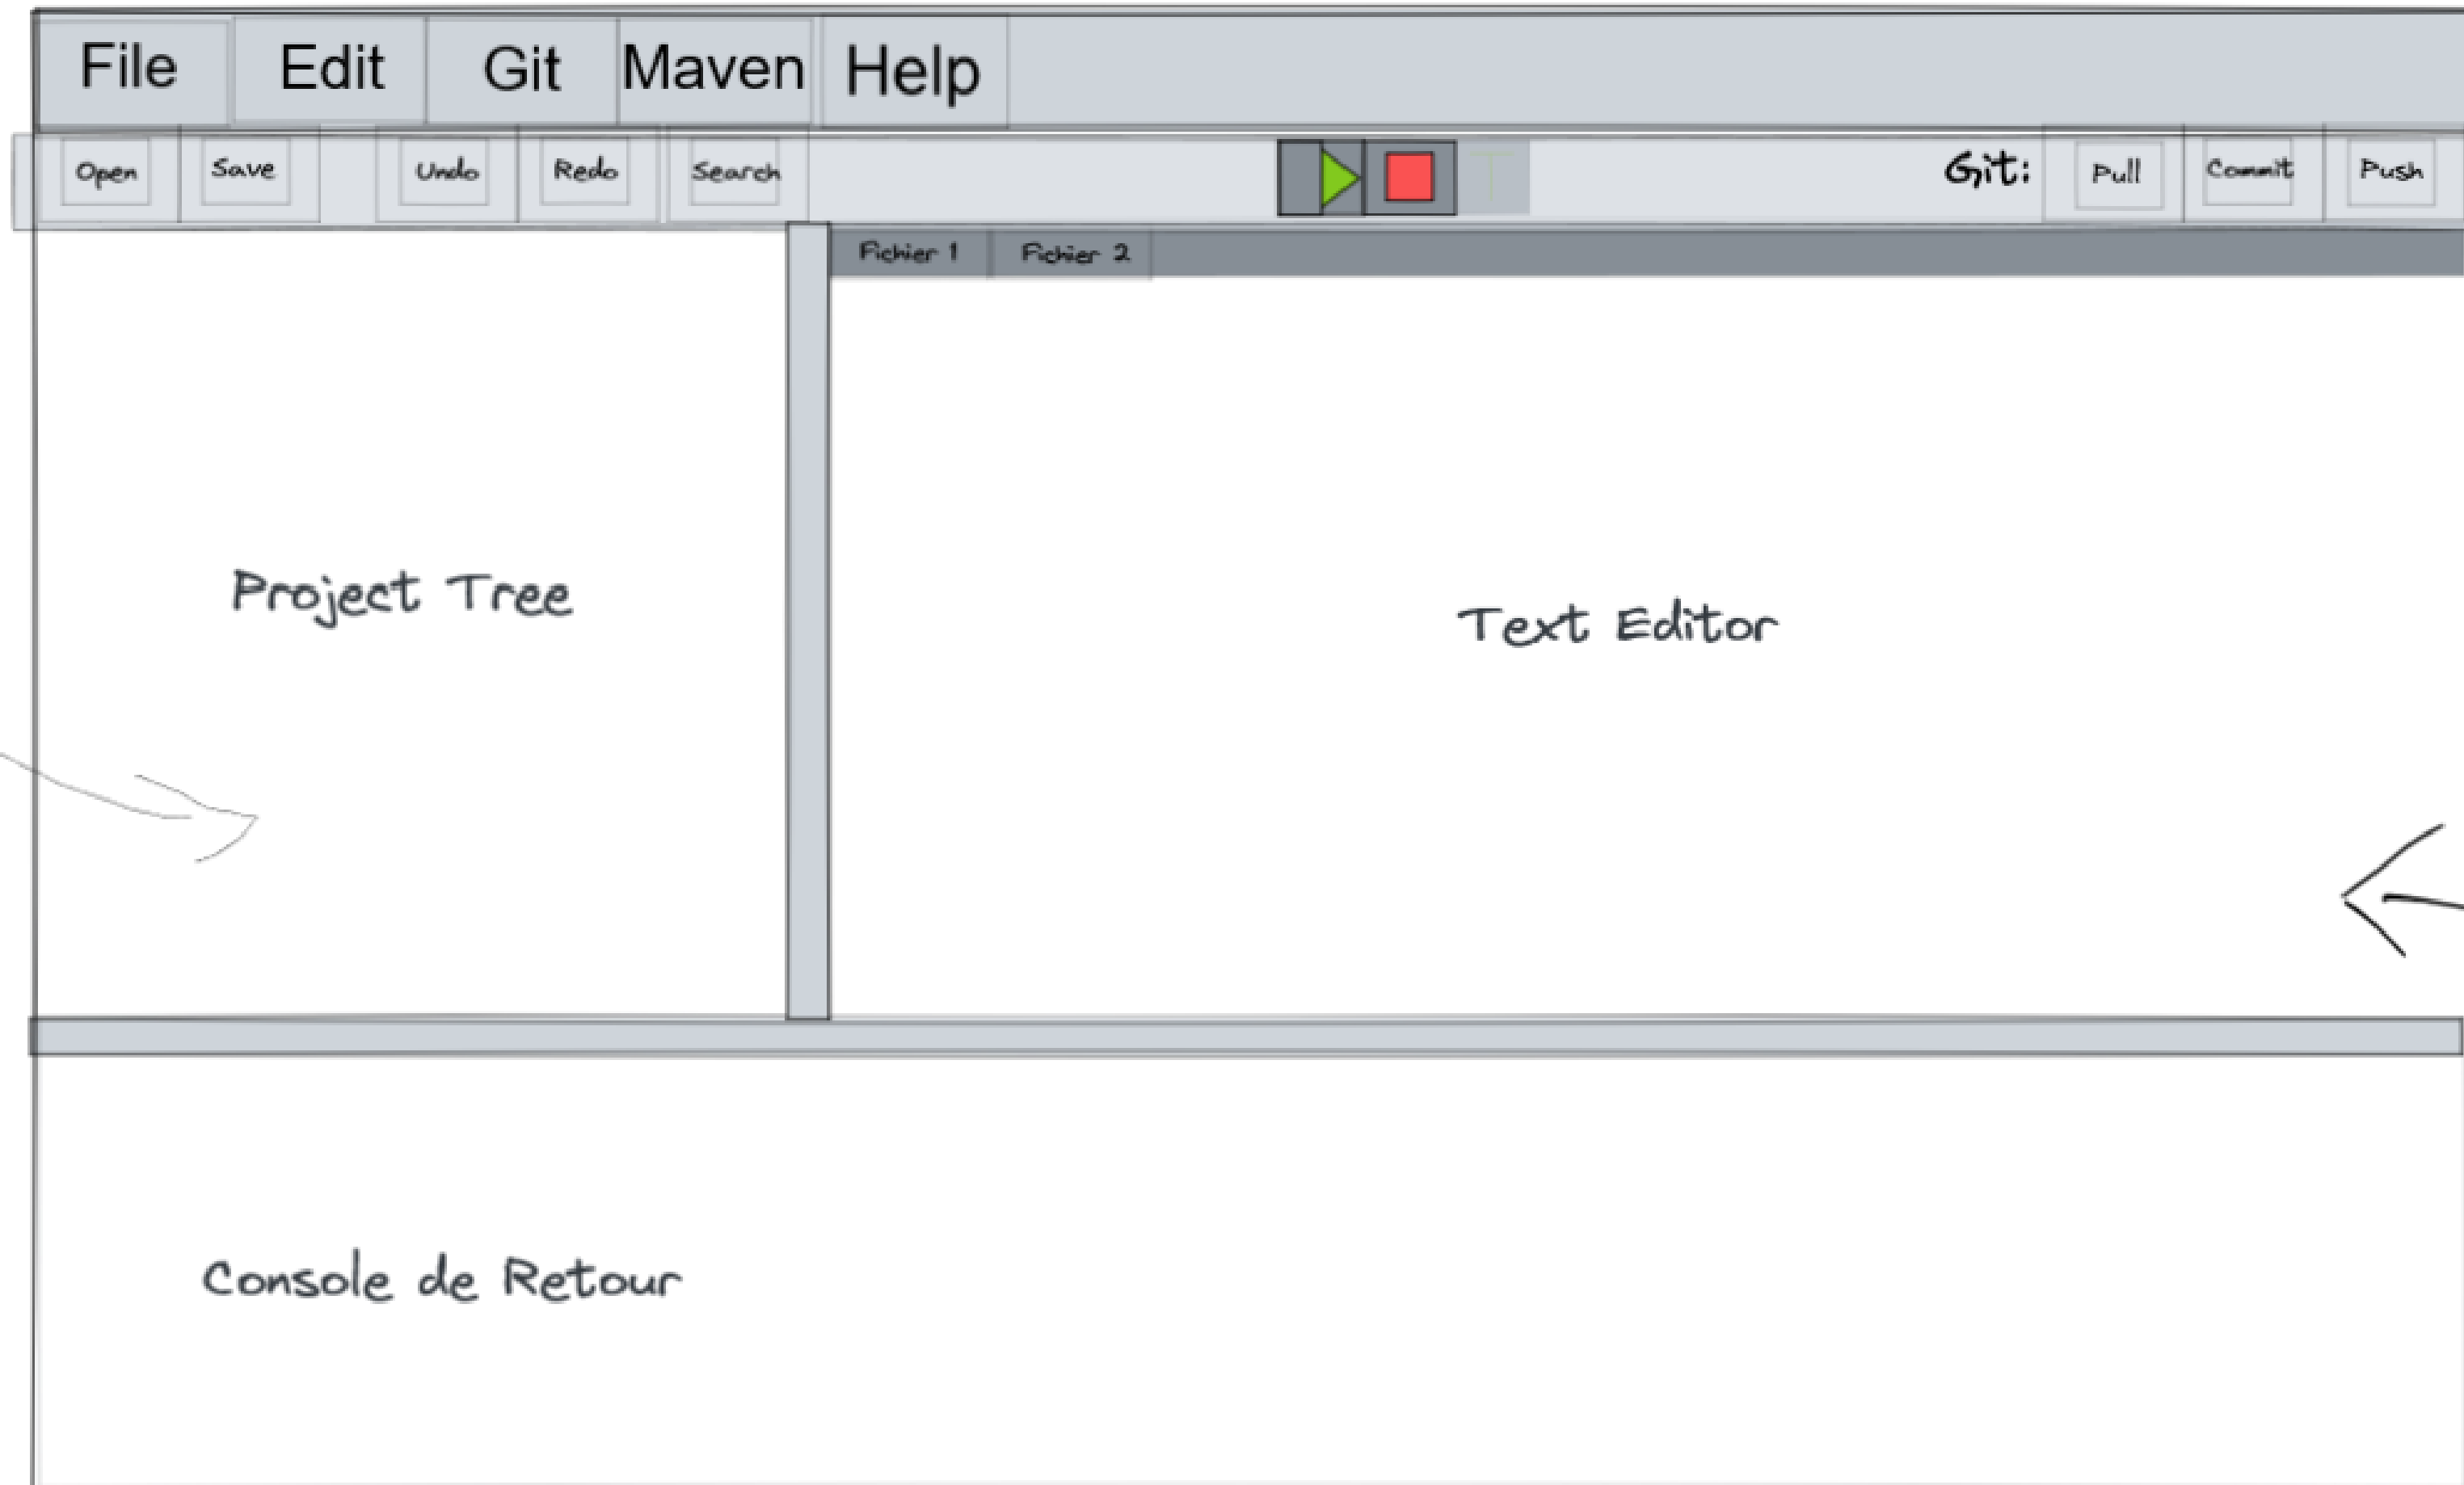 File Edit Git Maven Help
Open Save Undo Redo Search T Git: Pull Commit Push
Fichier 1 Fichier 2
Project Tree
Text Editor
Console de Retour